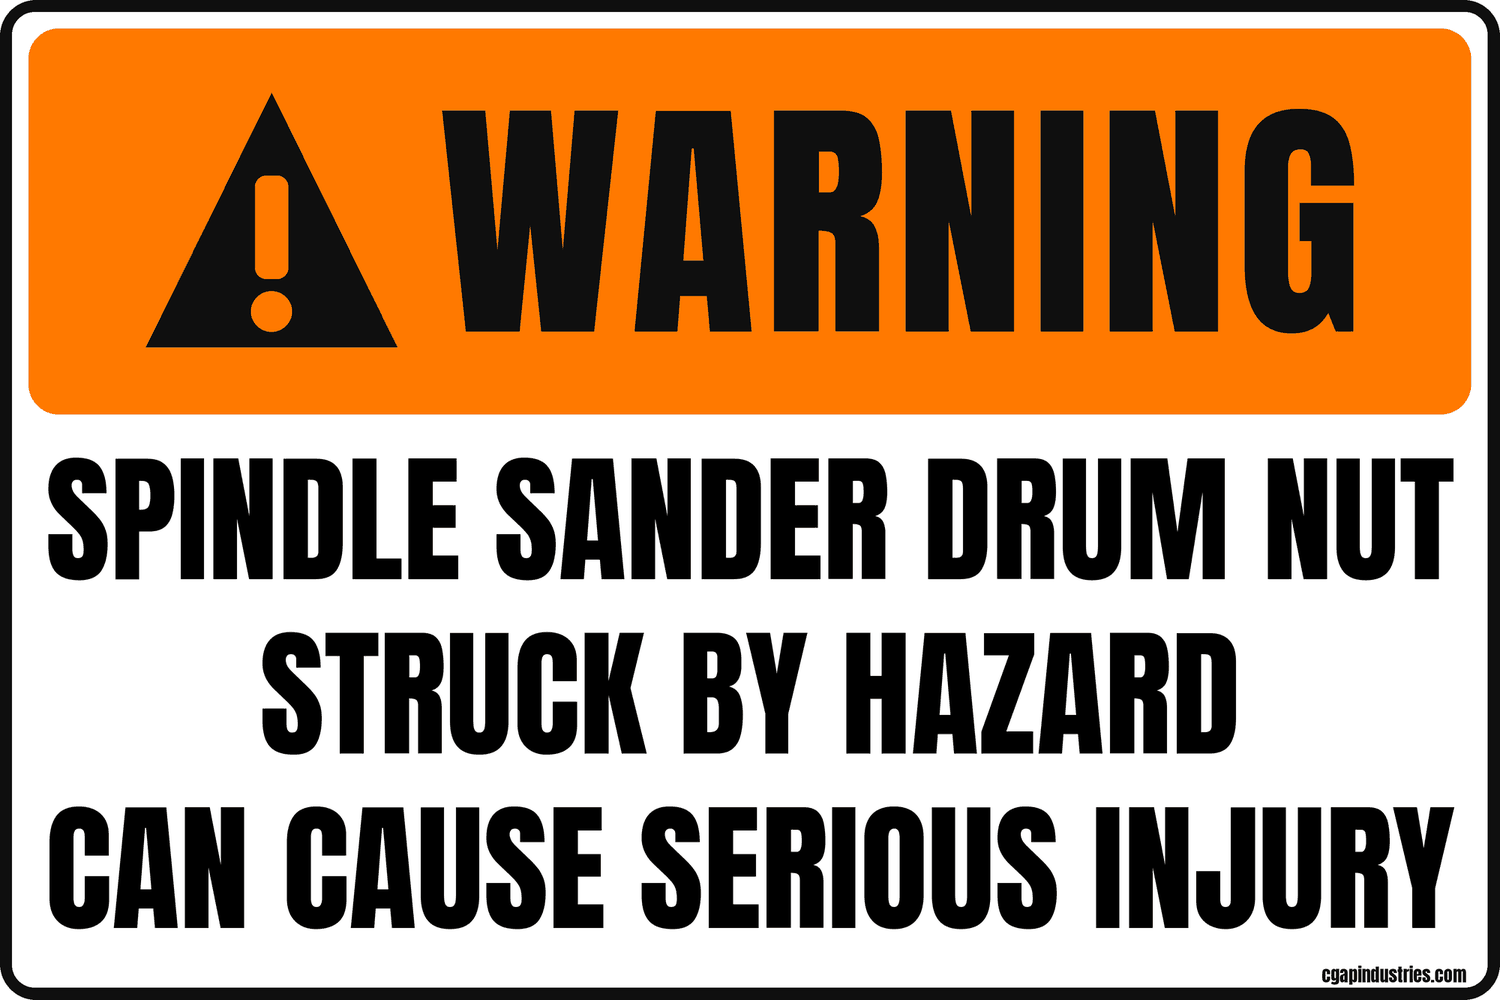 WARNING
SPINDLE SANDER DRUM NUT
STRUCK BY HAZARD
CAN CAUSE SERIOUS INJURY
cgapindustries.com